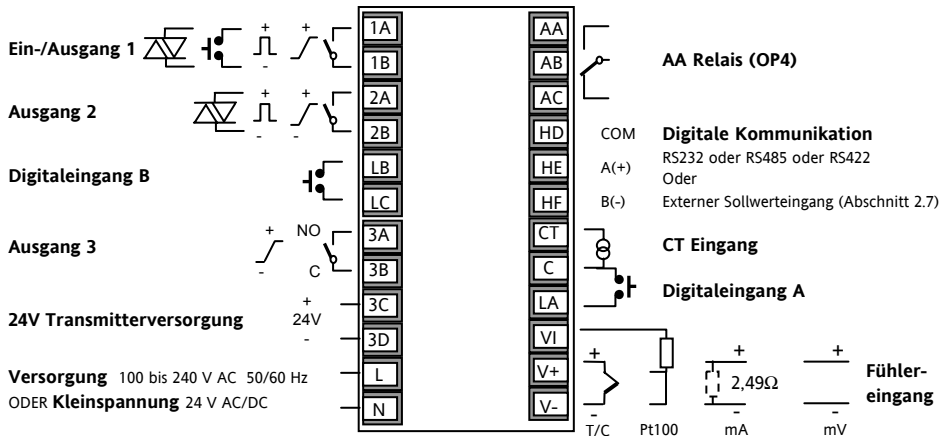 Ein-/Ausgang 1
+
-
+
-
Ausgang 2
+
-
+
-
Digitaleingang B
Ausgang 3
+
-
NO
C
24V Transmitterversorgung
+
24V
-
Versorgung 100 bis 240 V AC 50/60 Hz
ODER Kleinspannung 24 V AC/DC
1A
1B
2A
2B
LB
LC
3A
3B
3C
3D
L
N
AA
AB
AC
HD
HE
HF
CT
C
LA
VI
V+
V-
AA Relais (OP4)
COM Digitale Kommunikation
A(+) RS232 oder RS485 oder RS422
Oder
B(-) Externer Sollwerteingang (Abschnitt 2.7)
CT Eingang
Digitaleingang A
+
-
T/C
Pt100
+
2,49Ω
-
mA
+
-
mV
Fühler-
eingang